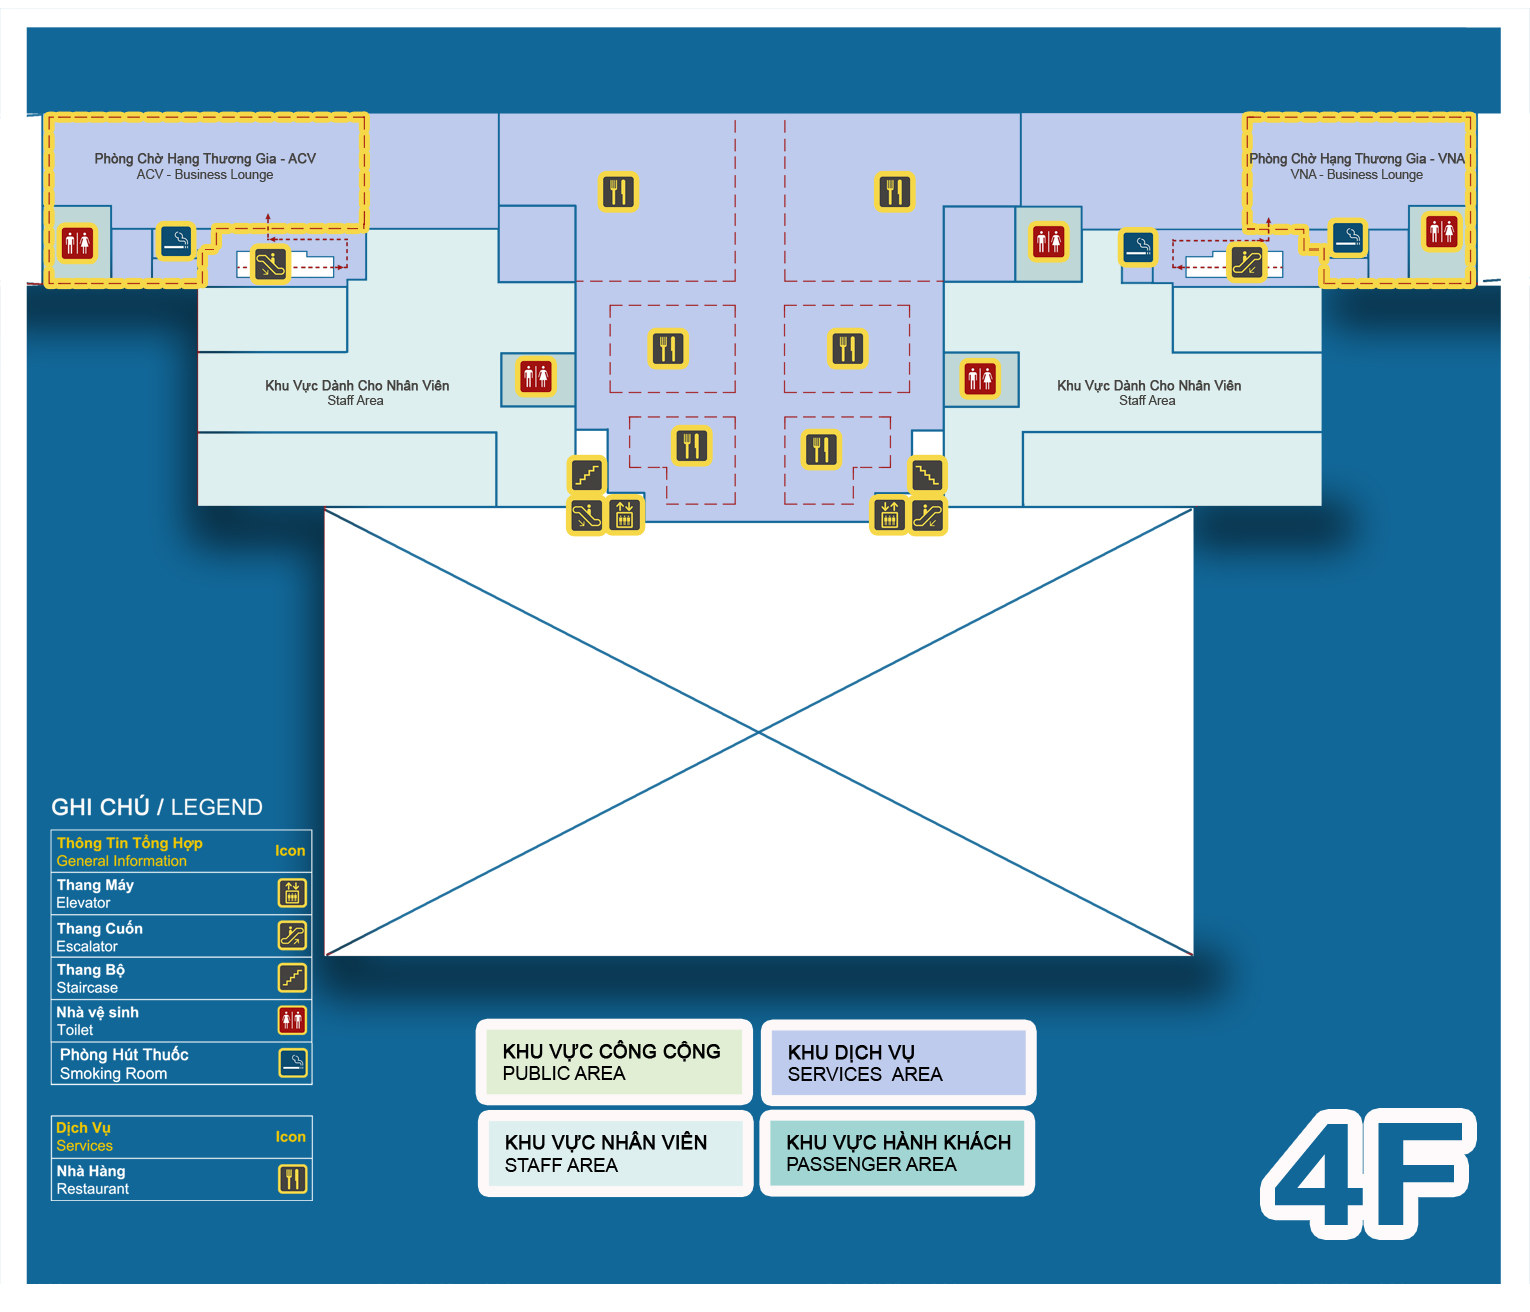 Phòng Chờ Hạng Thương Gia - ACV
ACV - Business Lounge
Phòng Chờ Hạng Thương Gia - VNA
VNA - Business Lounge
Khu Vực Dành Cho Nhân Viên
Staff Area
Khu Vực Dành Cho Nhân Viên
Staff Area
GHI CHÚ / LEGEND
Thông Tin Tổng Hợp
General Information
Icon
Thang Máy
Elevator
Thang Cuốn
Escalator
Thang Bộ
Staircase
Nhà vệ sinh
Toilet
Phòng Hút Thuốc
Smoking Room
Dịch Vụ
Services
Icon
Nhà Hàng
Restaurant
KHU VỰC CÔNG CỘNG
PUBLIC AREA
KHU DỊCH VỤ
SERVICES AREA
KHU VỰC NHÂN VIÊN
STAFF AREA
KHU VỰC HÀNH KHÁCH
PASSENGER AREA
4F